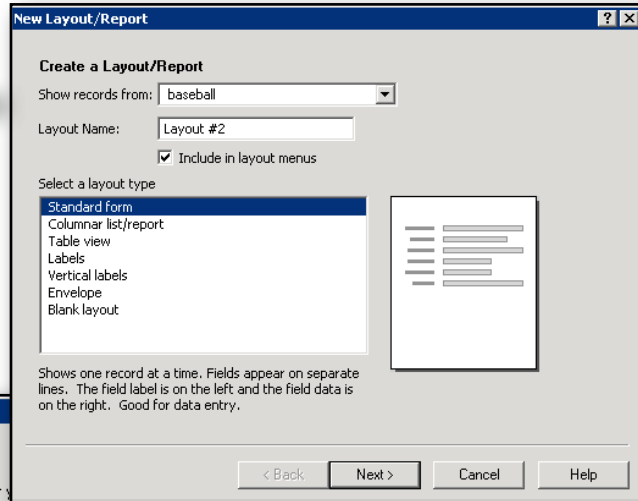 New Layout/Report
Create a Layout/Report
Show records from: baseball
Layout Name: Layout #2
Include in layout menus
Select a layout type
Standard form
Columnar list/report
Table view
Labels
Vertical labels
Envelope
Blank layout
Shows one record at a time. Fields appear on separate
lines. The field label is on the left and the field data is
on the right. Good for data entry.
< Back Next > Cancel Help